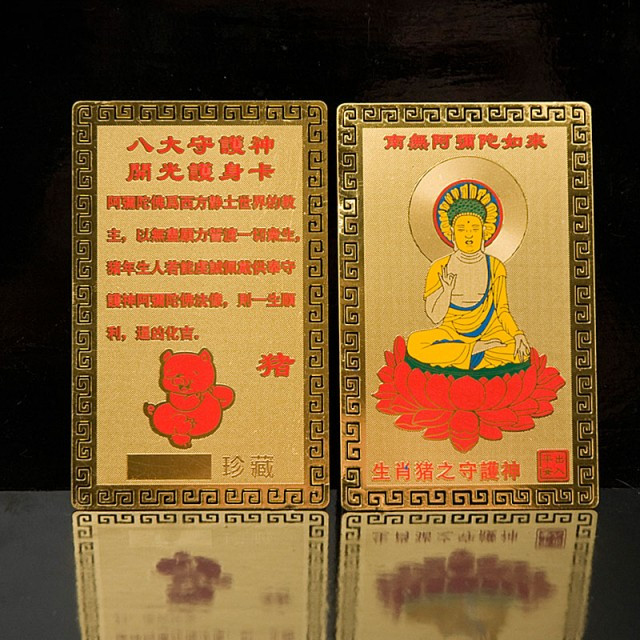 八大守護神
開光護身卡
阿彌陀佛爲西方淨土世界的教
主，以無盡願力普渡一切衆生，
豬年生人若能虔誠佩戴供奉守
護神阿彌陀佛法像，則一生順
利，逢凶化吉.
猪
珍藏
南無阿彌陀如來
生肖猪之守護神